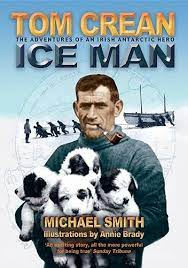 TOM CREAN
THE ADVENTURES OF AN IRISH ANTARCTIC HERO
ICE MAN
MICHAEL SMITH
Illustrations by Annie Brady
'An exciting story, all the more powerful
for being true' Sunday Tribune